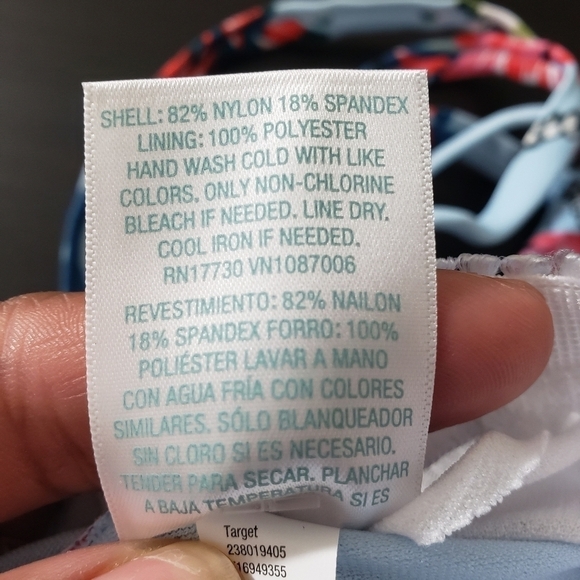 SHELL: 82% NYLON 18% SPANDEX
LINING: 100% POLYESTER
HAND WASH COLD WITH LIKE
COLORS. ONLY NON-CHLORINE
BLEACH IF NEEDED. LINE DRY.
COOL IRON IF NEEDED.
RN17730 VN1087006
REVESTIMIENTO: 82% NAILON
18% SPANDEX FORRO: 100%
POLIÉSTER LAVAR A MANO
CON AGUA FRÍA CON COLORES
SIMILARES. SÓLO BLANQUEADOR
SIN CLORO SI ES NECESARIO.
TENDER PARA SECAR. PLANCHAR
A BAJA TEMPERATURA SI ES
Target
238019405
16949355